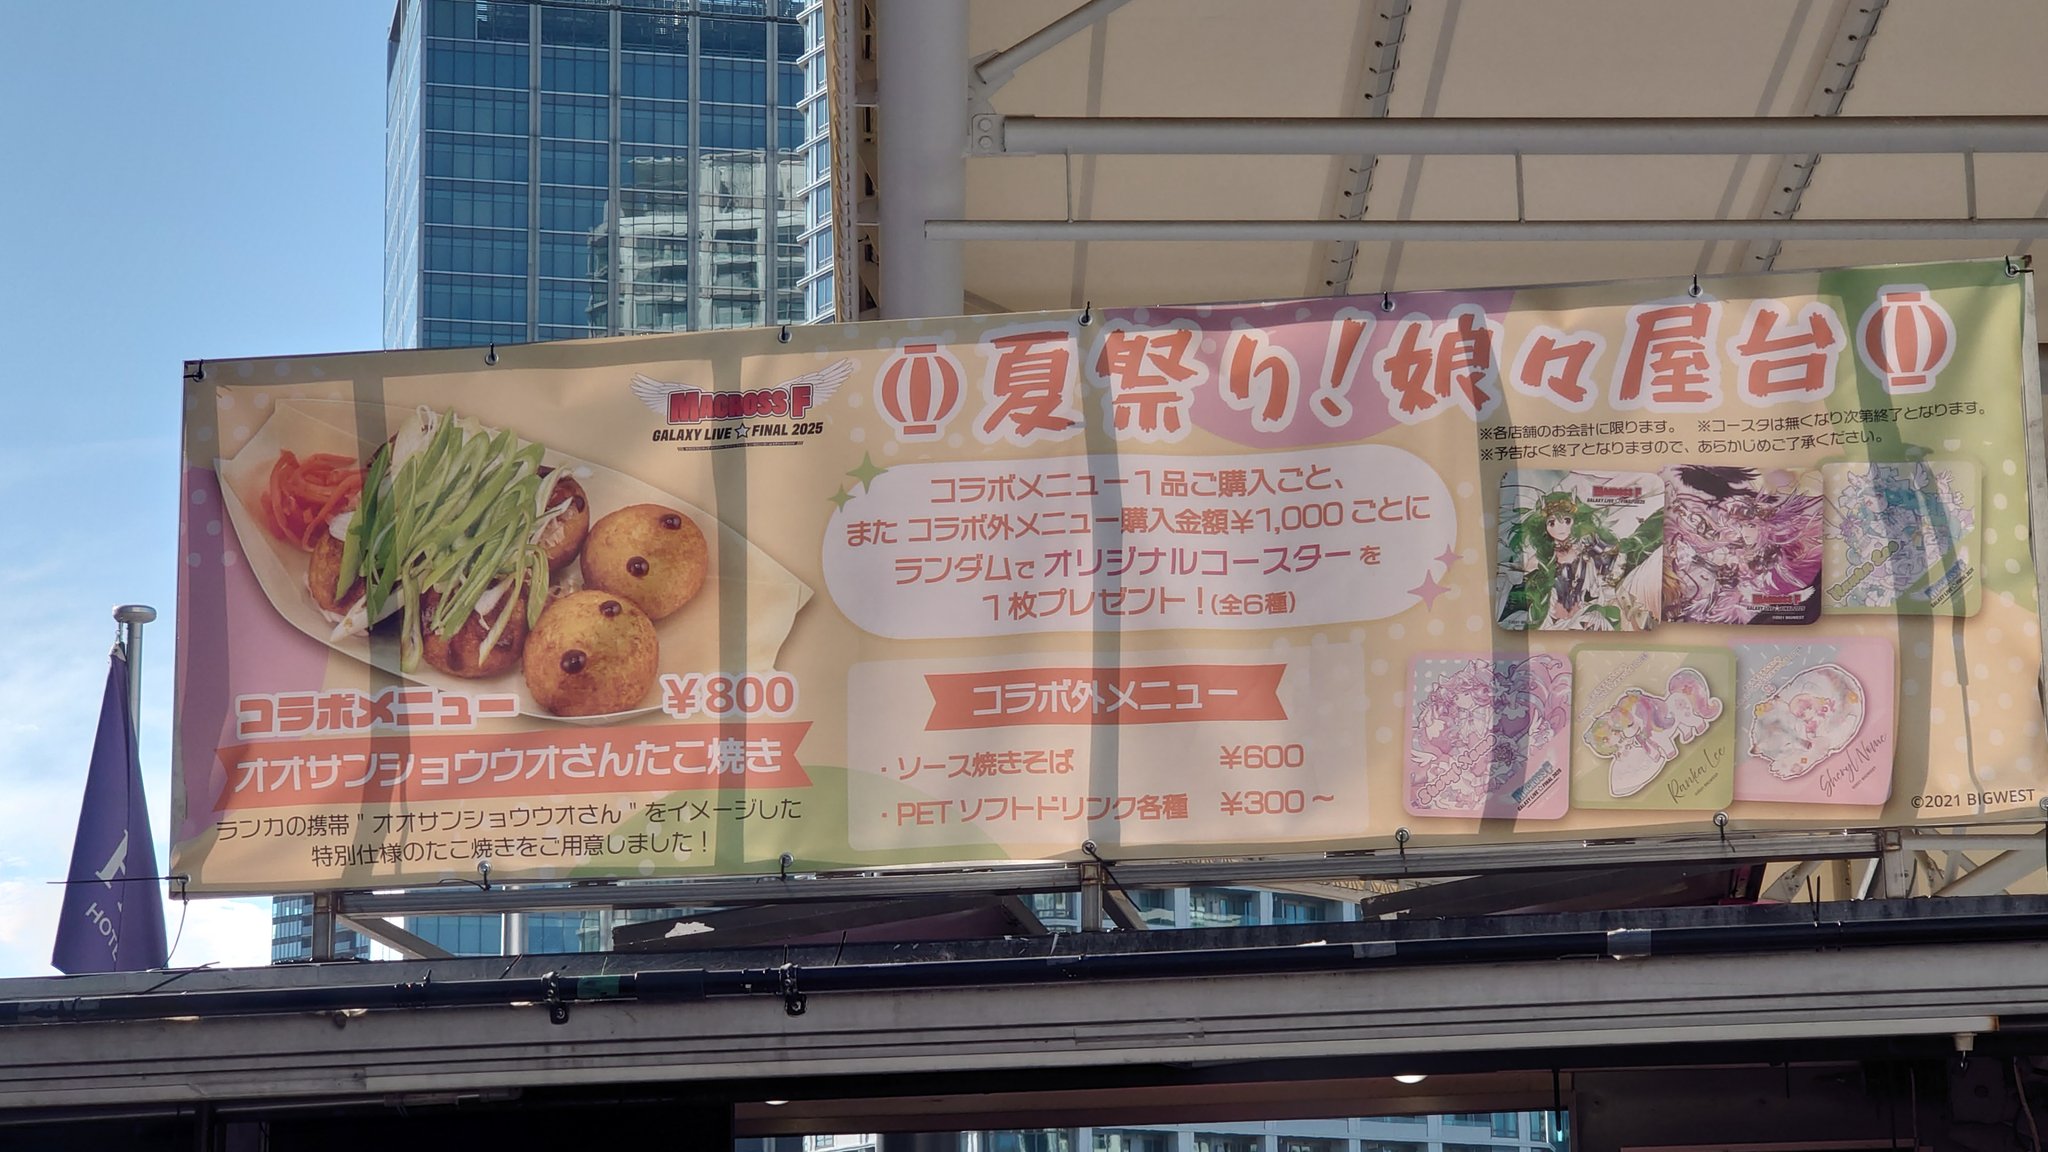 夏祭り!娘々屋台
MACROSS F
GALAXY LIVE☆FINAL 2025
※各店舗のお会計に限ります。 ※コースタは無くなり次第終了となります。
※予告なく終了となりますので、あらかじめご了承ください。
コラボメニュー1品ご購入ごと、
また コラボ外メニュー購入金額¥1,000 ごとに
ランダムで オリジナルコースター を
1枚プレゼント!(全6種)
コラボメニュー ¥800
オオサンショウウオさんたこ焼き
ランカの携帯"オオサンショウウオさん"をイメージした
特別仕様のたこ焼きをご用意しました!
コラボ外メニュー
・ソース焼きそば ¥600
・PET ソフトドリンク各種 ¥300~
MACROSS F
Ranka Lee
Sheryl Nome
©2021 BIGWEST
HOT